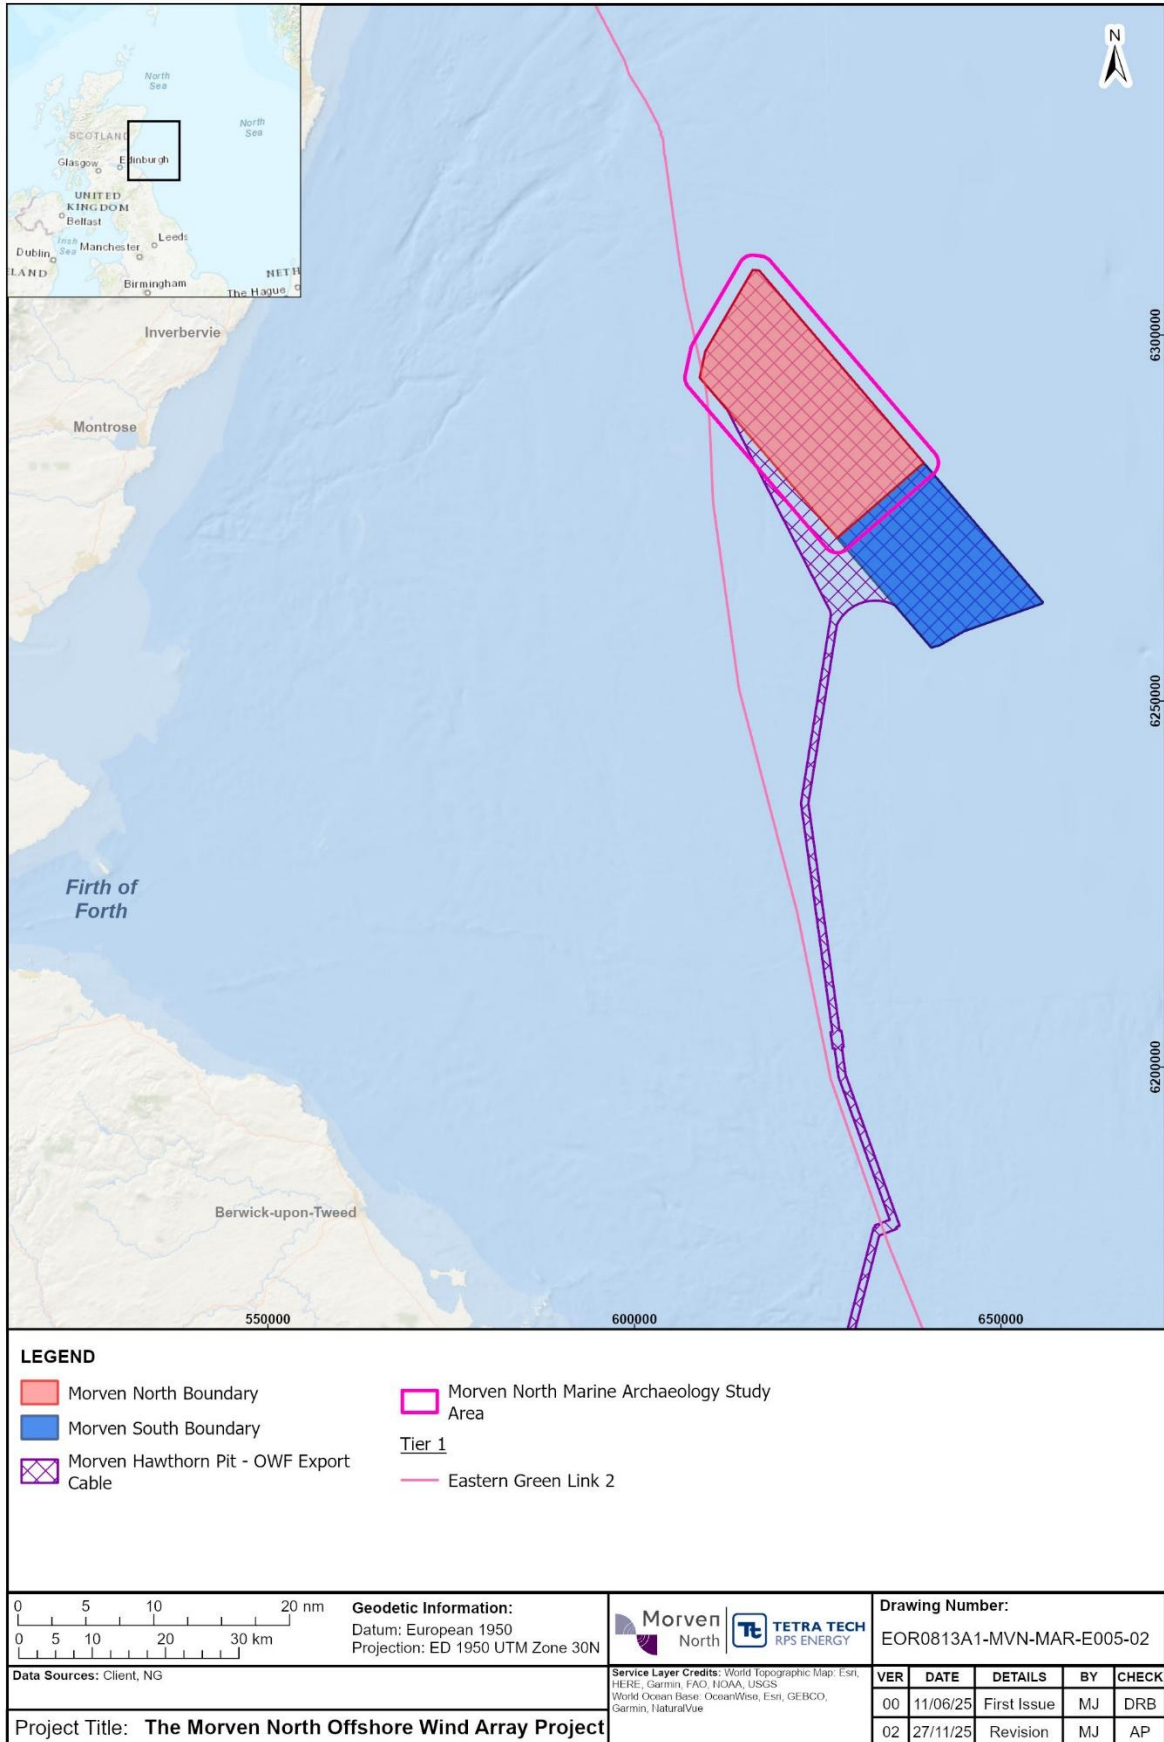 North
Sea
North
Sea
SCOTLAND
Glasgow
Edinburgh
UNITED
KINGDOM
Belfast
Irish
Sea
Dublin
Manchester
Leeds
ELAND
Birmingham
NETH
The Hague
N
Inverbervie
Montrose
Firth of
Forth
Berwick-upon-Tweed
6300000
6250000
6200000
550000
600000
650000
LEGEND
Morven North Boundary
Morven South Boundary
Morven Hawthorn Pit - OWF Export
Cable
Morven North Marine Archaeology Study
Area
Tier 1
Eastern Green Link 2
0 5 10 20 nm
0 5 10 20 30 km
Geodetic Information:
Datum: European 1950
Projection: ED 1950 UTM Zone 30N
Data Sources: Client, NG
Project Title: The Morven North Offshore Wind Array Project
Morven
North
Tt
TETRA TECH
RPS ENERGY
Service Layer Credits: World Topographic Map: Esri,
HERE, Garmin, FAO, NOAA, USGS
World Ocean Base: OceanWise, Esri, GEBCO,
Garmin, NaturalVue
Drawing Number:
EOR0813A1-MVN-MAR-E005-02
VER DATE DETAILS BY CHECK
00 11/06/25 First Issue MJ DRB
02 27/11/25 Revision MJ AP